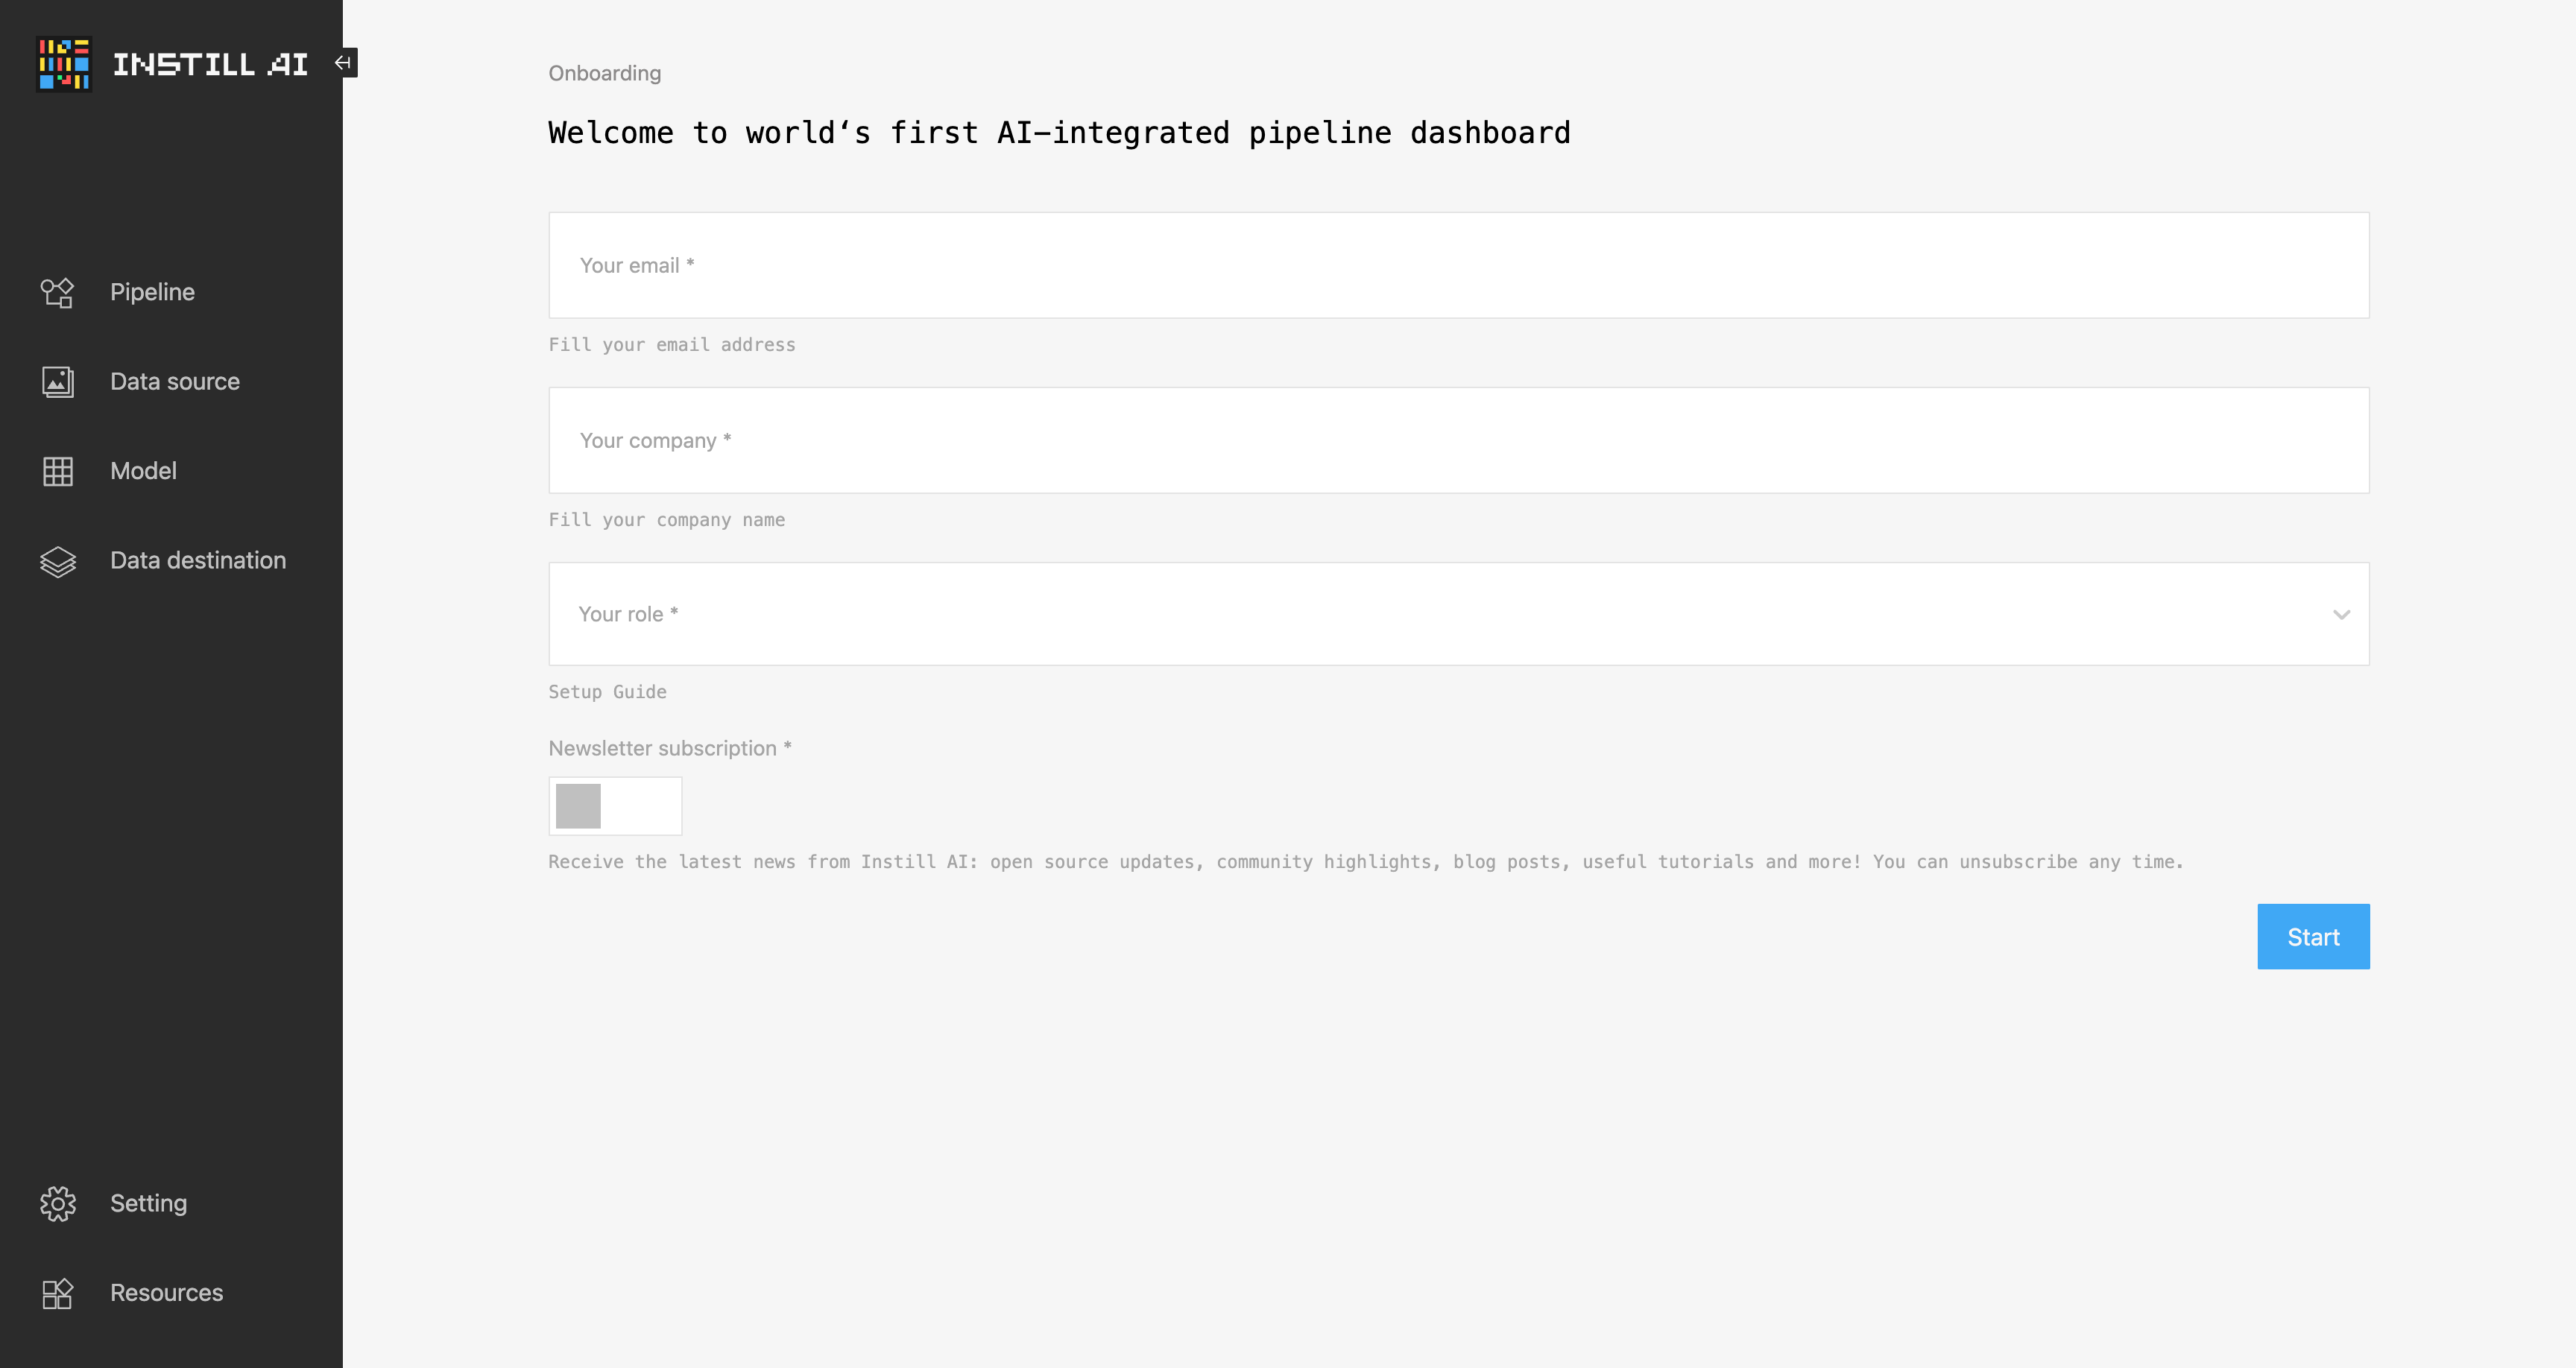 INSTILL AI
Pipeline
Data source
Model
Data destination
Setting
Resources
Onboarding
Welcome to world‘s first AI-integrated pipeline dashboard
Your email *
Fill your email address
Your company *
Fill your company name
Your role *
Setup Guide
Newsletter subscription *
Receive the latest news from Instill AI: open source updates, community highlights, blog posts, useful tutorials and more! You can unsubscribe any time.
Start